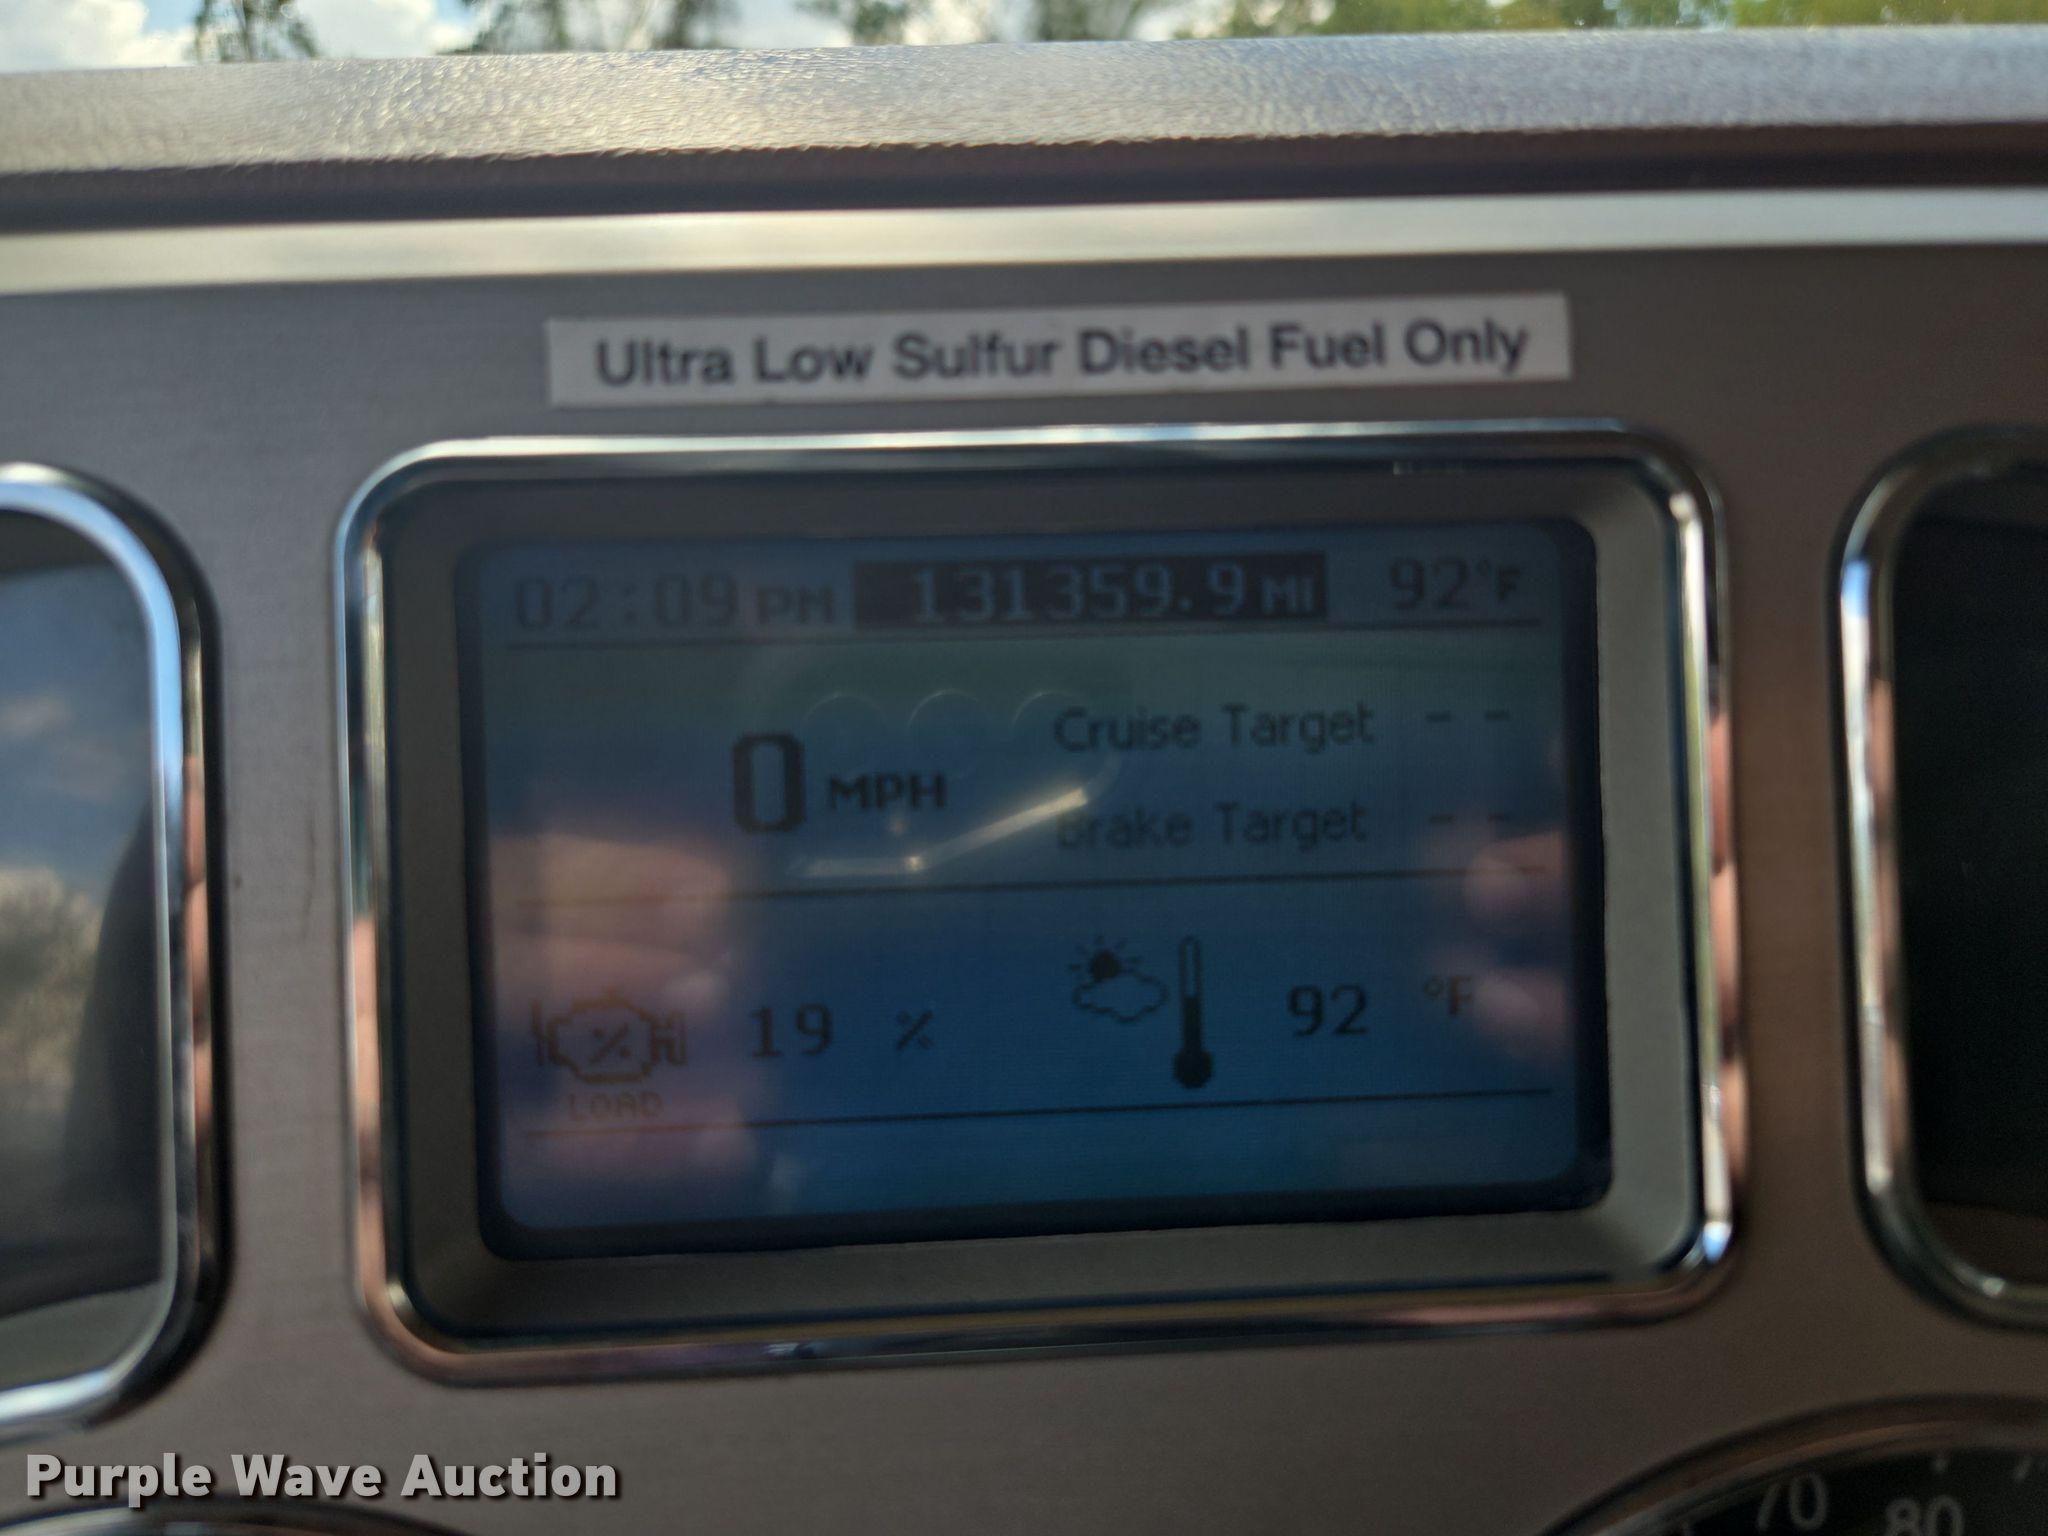 Ultra Low Sulfur Diesel Fuel Only
02:09 PM 131359.9 MI 92°F
Cruise Target - -
0 MPH
Brake Target - -
% 19 % 92 °F
LOAD
70 80
Purple Wave Auction